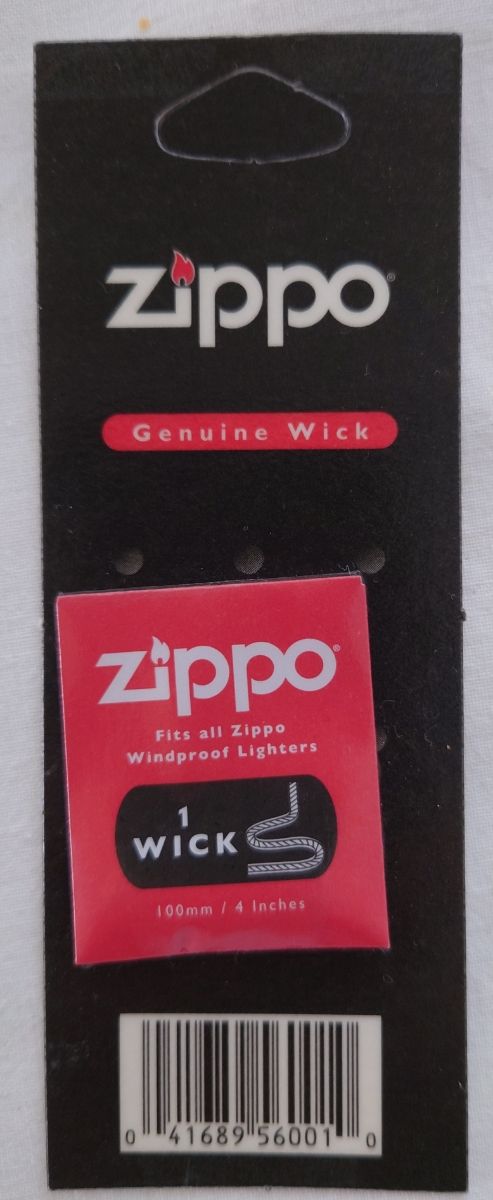 zippo®
Genuine Wick
zippo®
Fits all Zippo
Windproof Lighters
1
WICK
100mm / 4 Inches
0 41689 56001 0